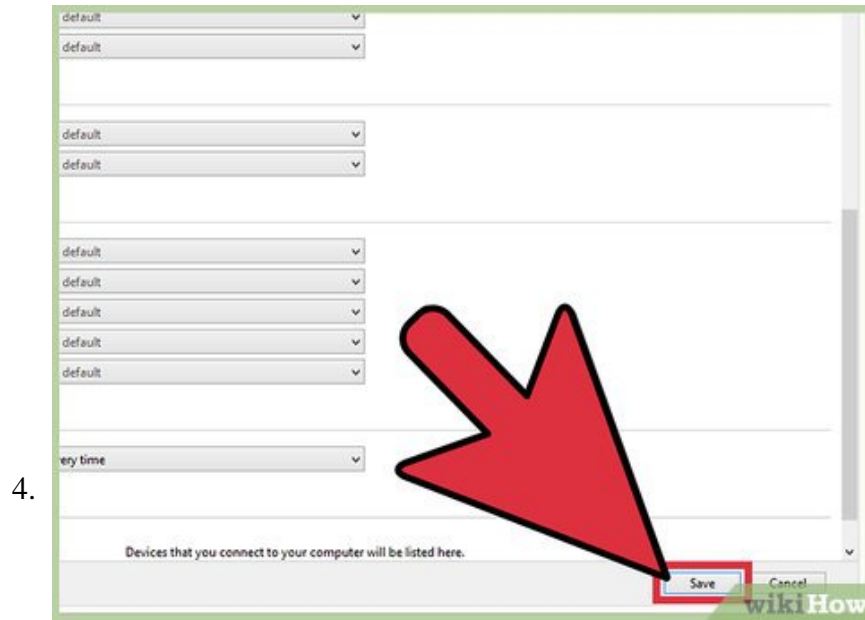 default
default
default
default
default
default
default
default
default
very time
4.
Devices that you connect to your computer will be listed here.
Save Cancel
wikiHow